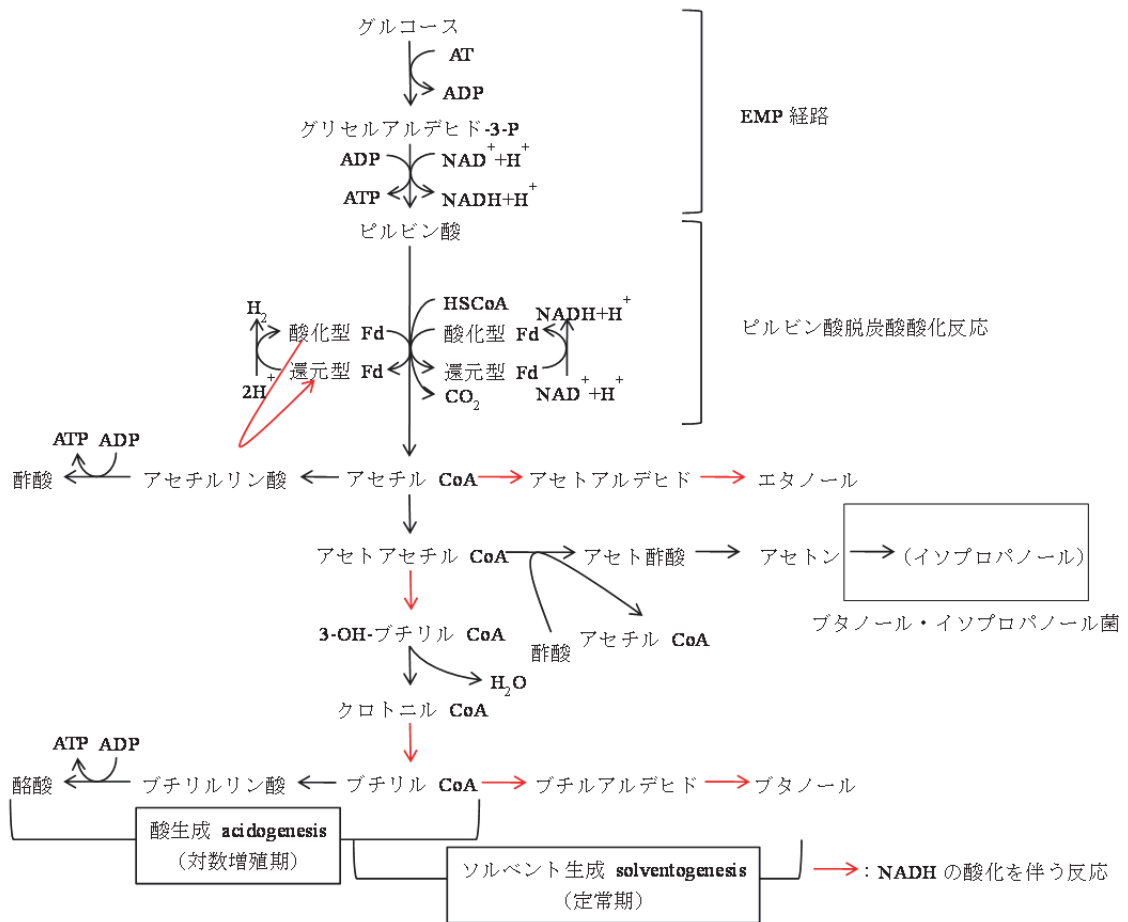 グルコース
AT
ADP
EMP 経路
グリセルアルデヒド-3-P
ADP
NAD⁺+H⁺
ATP
NADH+H⁺
ピルビン酸
H₂
HSCoA
NADH+H⁺
酸化型 Fd
酸化型 Fd
ピルビン酸脱炭酸酸化反応
還元型 Fd
還元型 Fd
2H⁺
CO₂
NAD⁺+H⁺
ATP ADP
酢酸
アセチルリン酸
アセチル CoA
アセトアルデヒド
エタノール
アセトアセチル CoA
アセト酢酸
アセトン
(イソプロパノール)
ブタノール・イソプロパノール菌
3-OH-ブチリル CoA
酢酸
アセチル CoA
H₂O
クロトニル CoA
ATP ADP
酪酸
ブチリルリン酸
ブチリル CoA
ブチルアルデヒド
ブタノール
酸生成 acidogenesis
(対数増殖期)
ソルベント生成 solventogenesis
(定常期)
:NADH の酸化を伴う反応